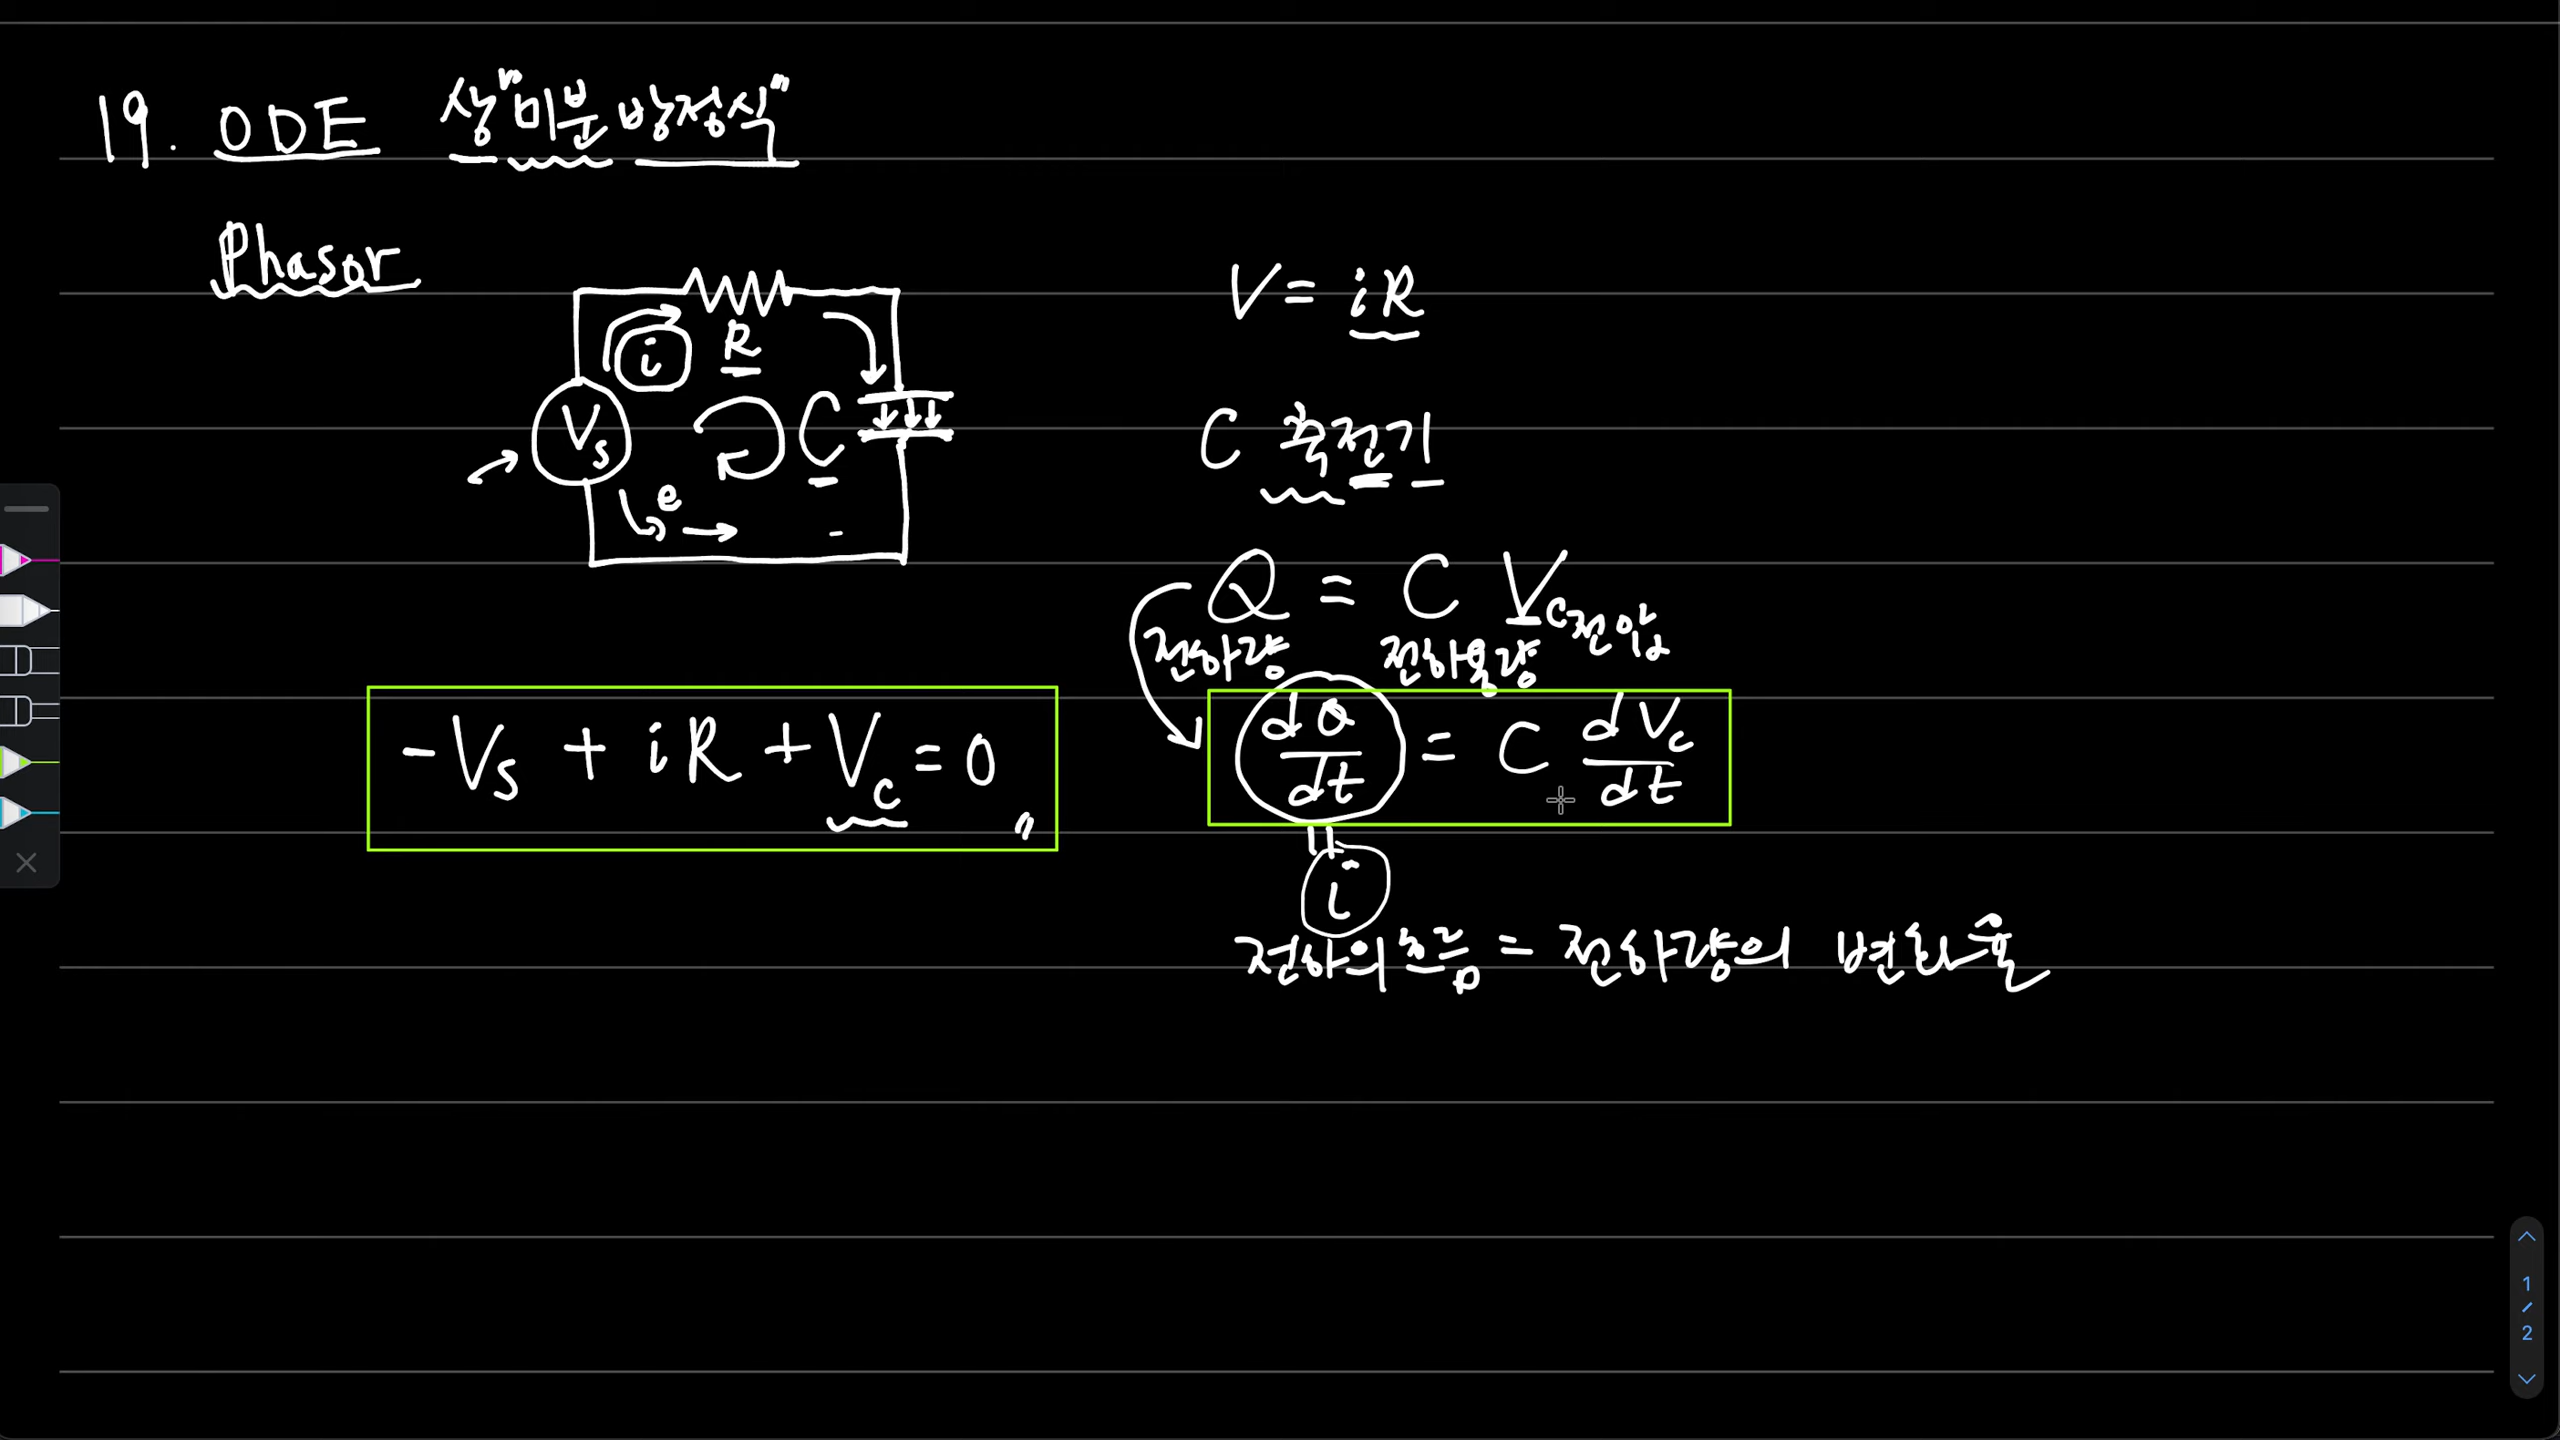 19. ODE 상"미분방정식"
Phasor
i R
Vs C
e
-
V = iR
C 축전기
Q = C Vc 전압
전하량 전하용량
-Vs + iR + Vc = 0 〃
dQ/dt = C dVc/dt
=
i
전하의흐름 = 전하량의 변화율
1
/
2